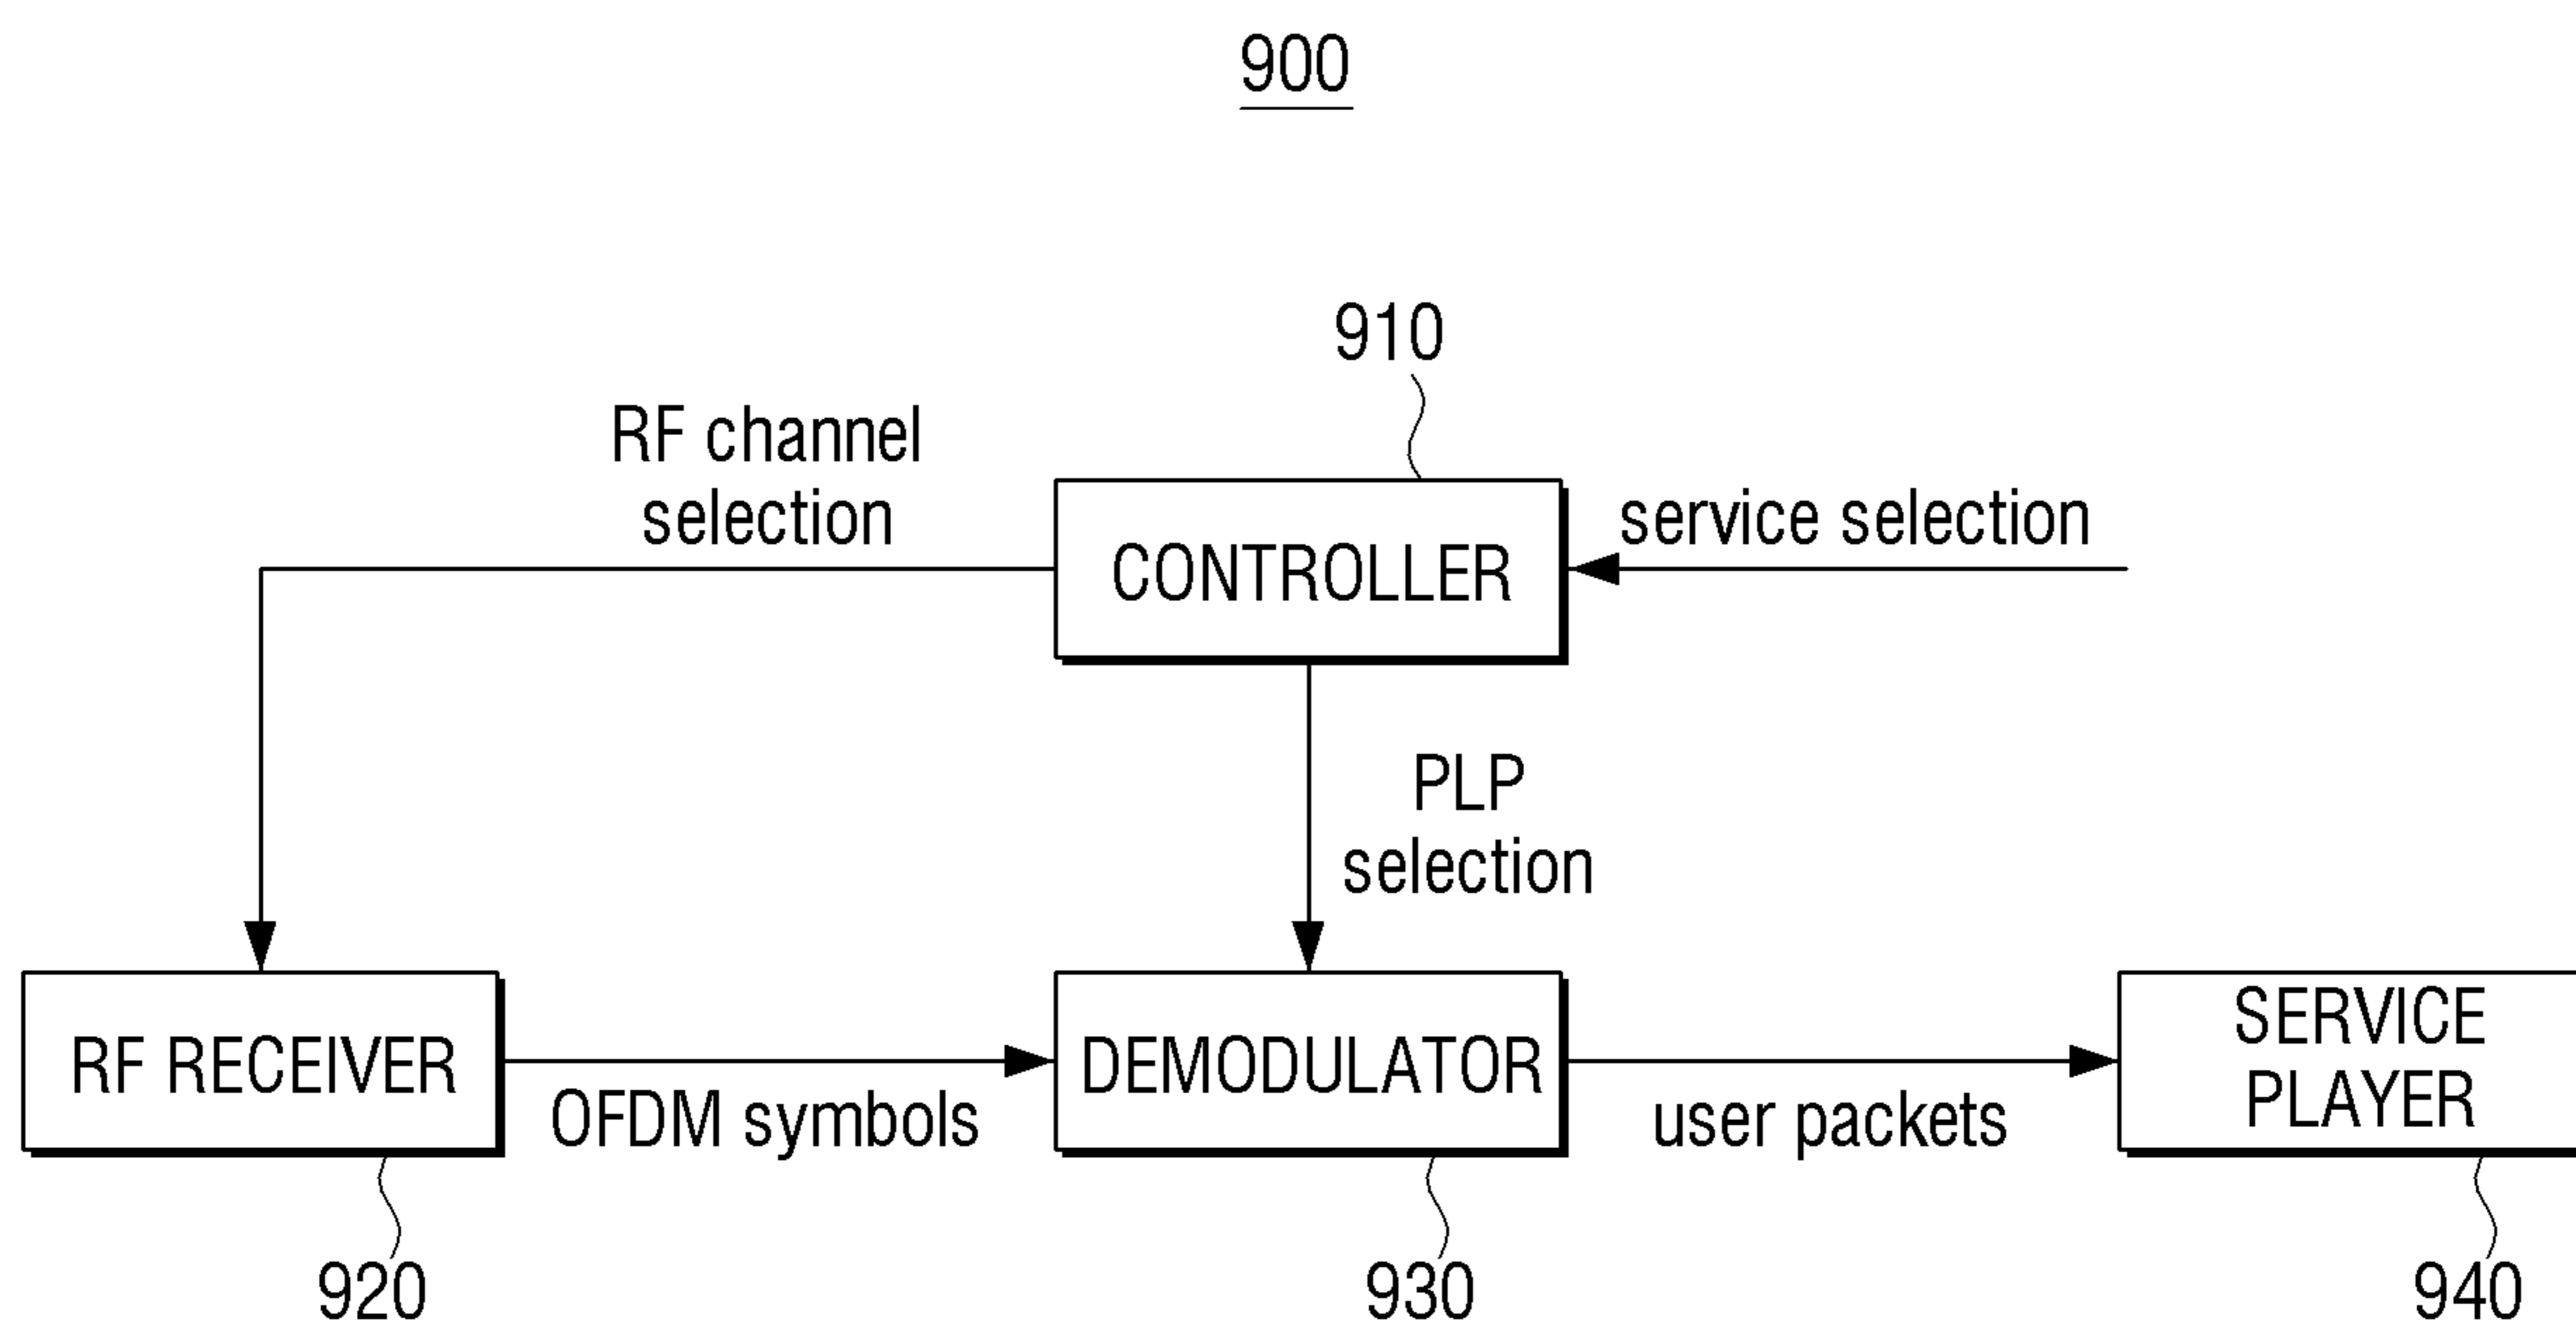 900
910
RF channel
selection
CONTROLLER
service selection
PLP
selection
RF RECEIVER
OFDM symbols
DEMODULATOR
user packets
SERVICE
PLAYER
920
930
940